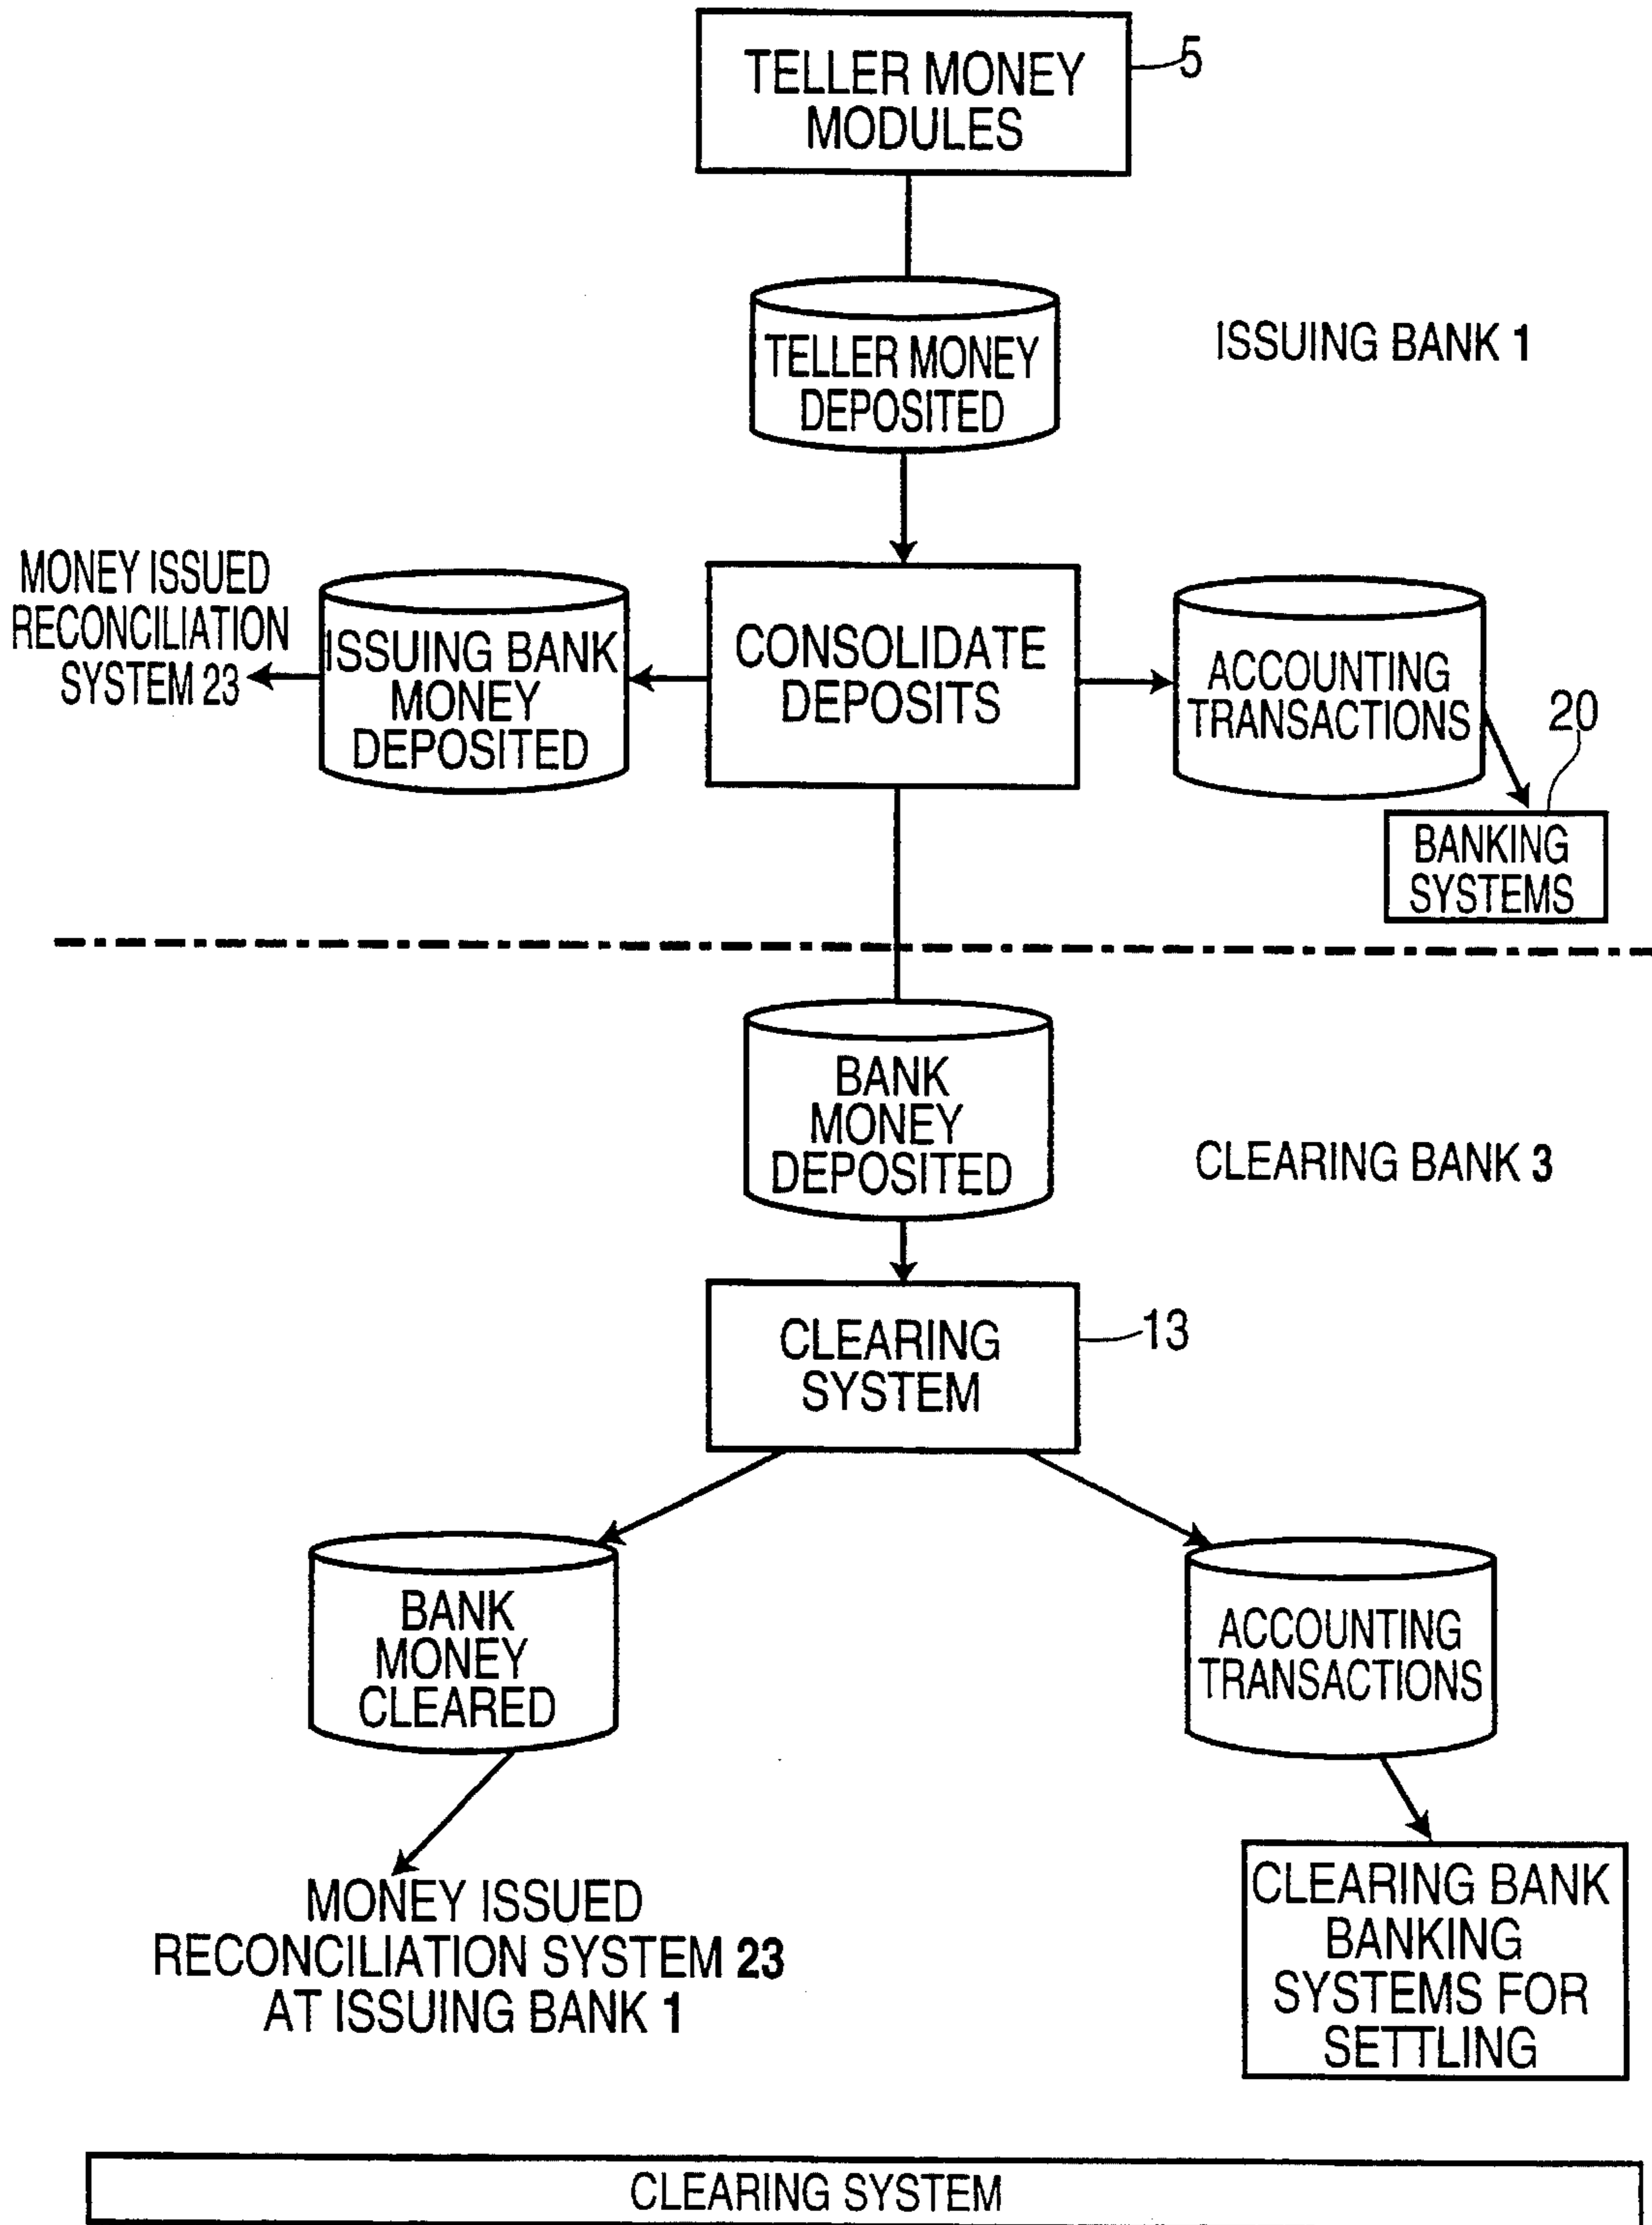 TELLER MONEY
MODULES
5
TELLER MONEY
DEPOSITED
ISSUING BANK 1
MONEY ISSUED
RECONCILIATION
SYSTEM 23
ISSUING BANK
MONEY
DEPOSITED
CONSOLIDATE
DEPOSITS
ACCOUNTING
TRANSACTIONS
20
BANKING
SYSTEMS
BANK
MONEY
DEPOSITED
CLEARING BANK 3
CLEARING
SYSTEM
13
BANK
MONEY
CLEARED
ACCOUNTING
TRANSACTIONS
MONEY ISSUED
RECONCILIATION SYSTEM 23
AT ISSUING BANK 1
CLEARING BANK
BANKING
SYSTEMS FOR
SETTLING
CLEARING SYSTEM